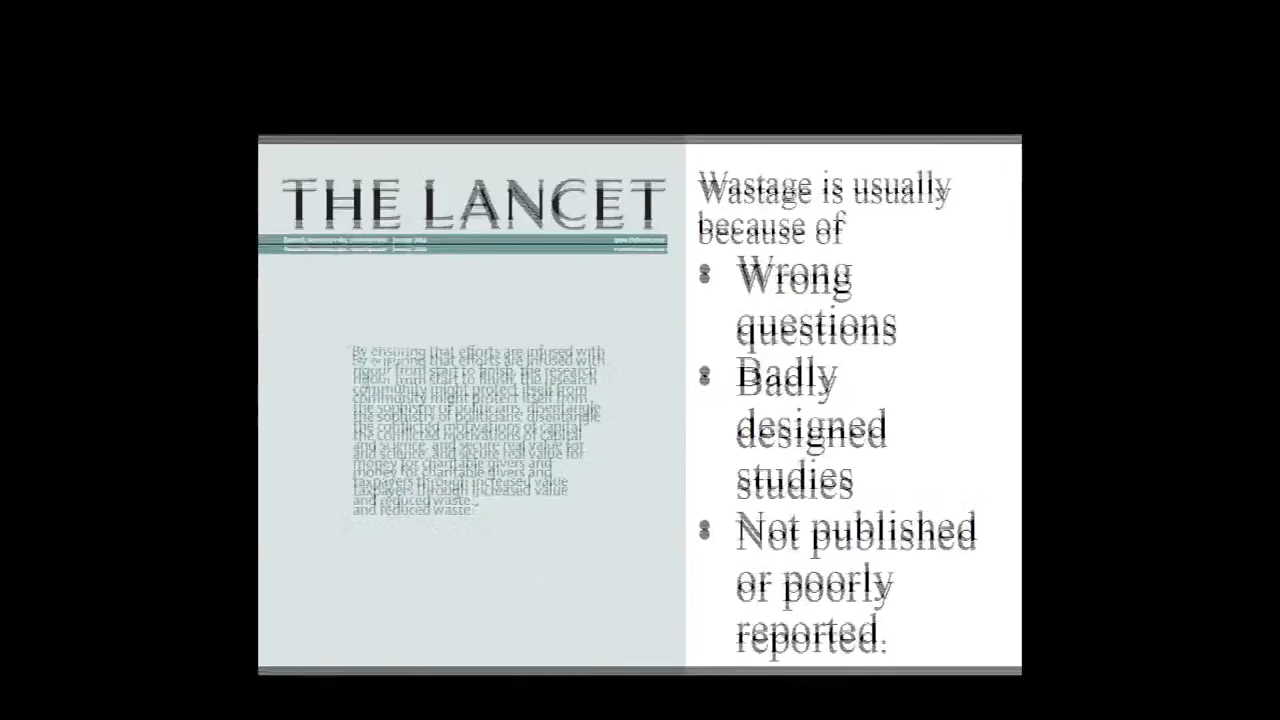 THE LANCET
By ensuring that efforts are infused with
rigour from start to finish, the research
community might protect itself from
the sophistry of politicians, disentangle
the conflicted motivations of capital
and science, and secure real value for
money for charitable givers and
taxpayers through increased value
and reduced waste.
Wastage is usually
because of
• Wrong
questions
• Badly
designed
studies
• Not published
or poorly
reported.